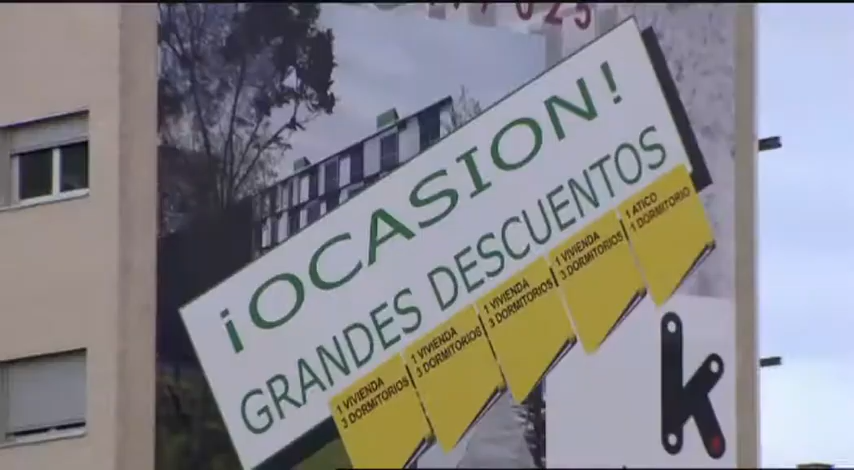 ¡OCASION!
GRANDES DESCUENTOS
1 VIVIENDA
3 DORMITORIOS
1 VIVIENDA
3 DORMITORIOS
1 VIVIENDA
3 DORMITORIOS
1 VIVIENDA
3 DORMITORIOS
1 ATICO
1 DORMITORIO
k